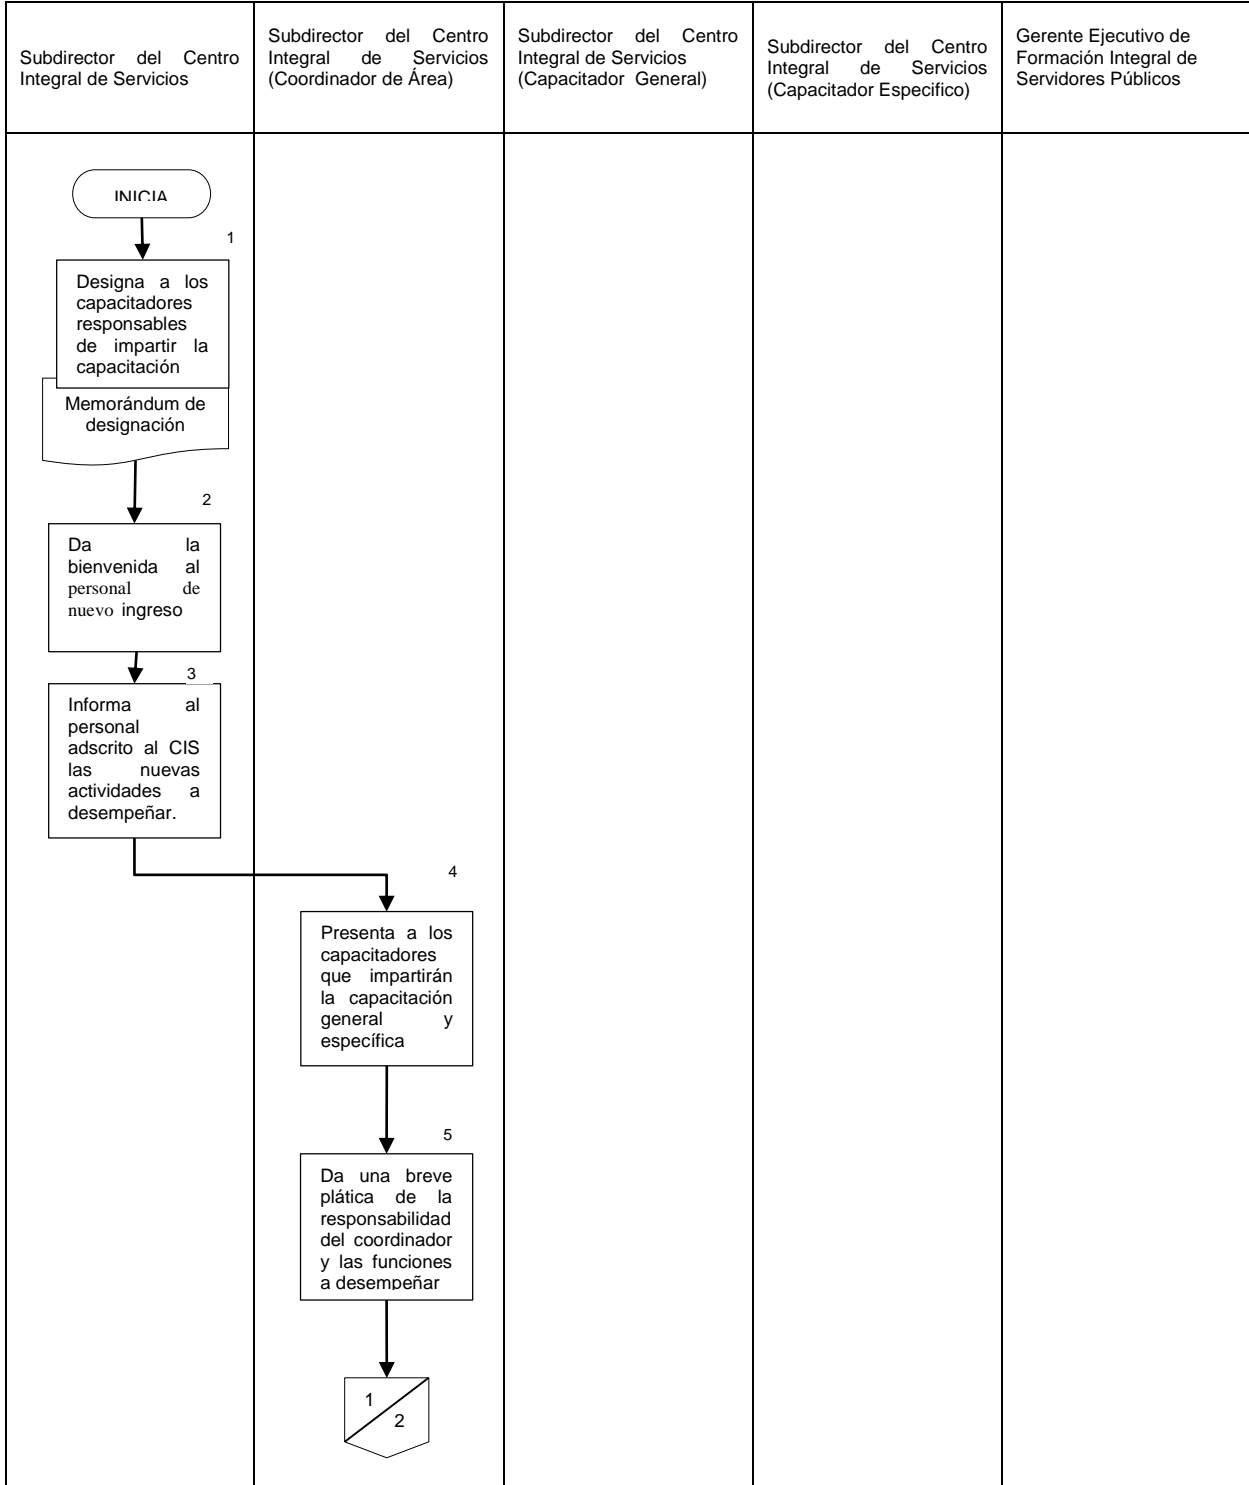 Subdirector del Centro
Integral de Servicios
Subdirector del Centro
Integral de Servicios
(Coordinador de Área)
Subdirector del Centro
Integral de Servicios
(Capacitador General)
Subdirector del Centro
Integral de Servicios
(Capacitador Especifico)
Gerente Ejecutivo de
Formación Integral de
Servidores Públicos
INICIA
1
Designa a los
capacitadores
responsables
de impartir la
capacitación
Memorándum de
designación
2
Da la
bienvenida al
personal de
nuevo ingreso
3
Informa al
personal
adscrito al CIS
las nuevas
actividades a
desempeñar.
4
Presenta a los
capacitadores
que impartirán
la capacitación
general y
específica
5
Da una breve
plática de la
responsabilidad
del coordinador
y las funciones
a desempeñar
1
2